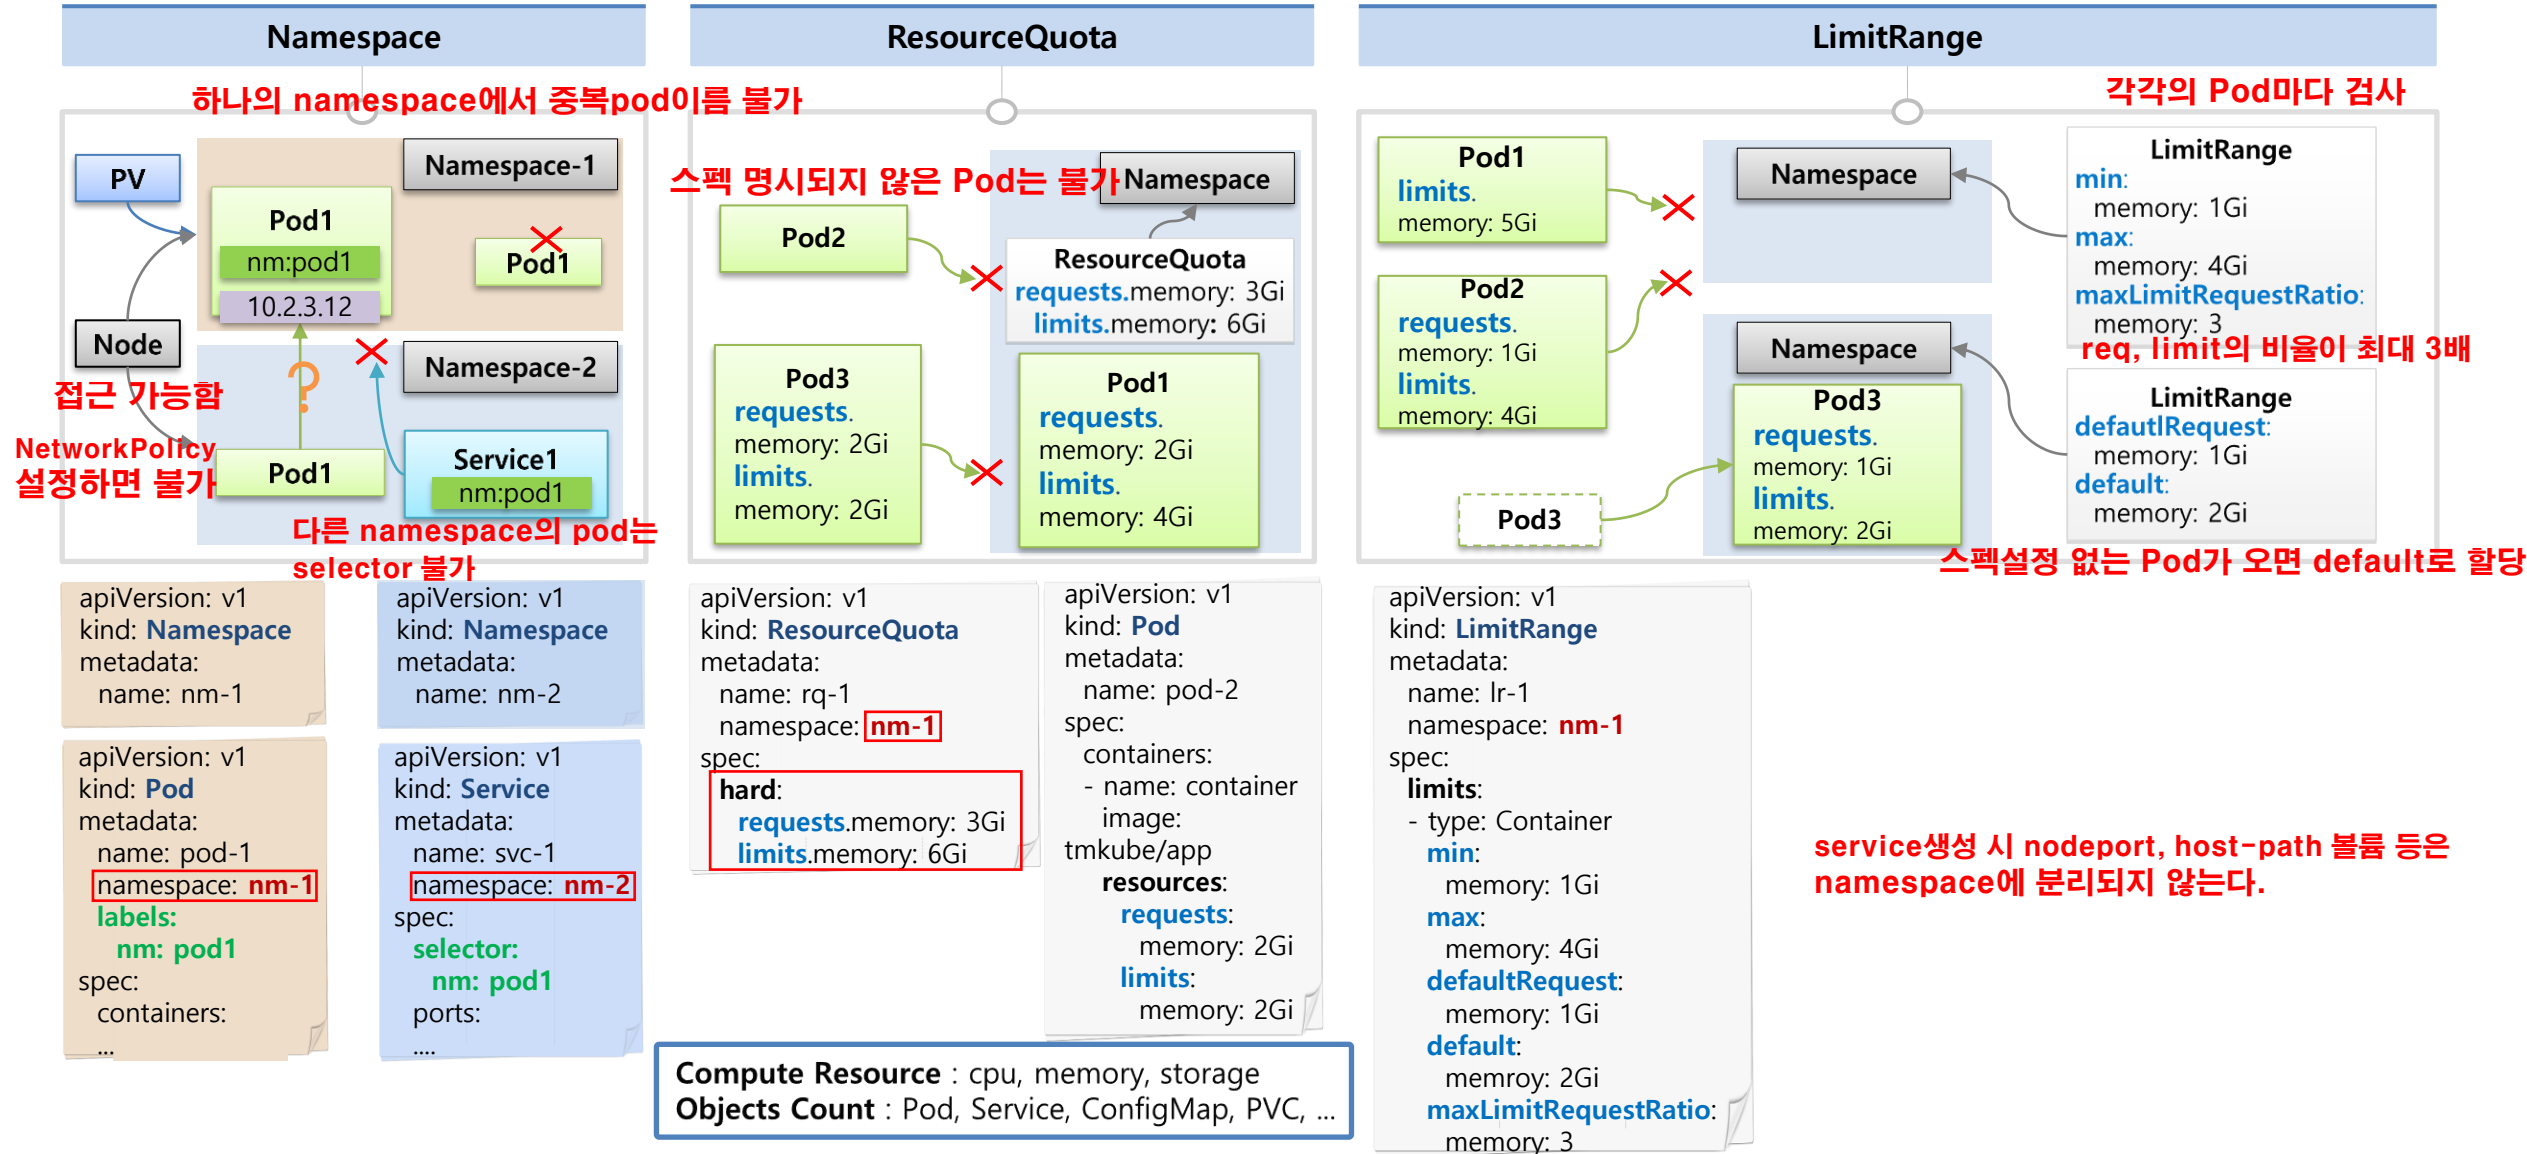 Namespace
하나의 namespace에서 중복pod이름 불가
PV
Namespace-1
Pod1
nm:pod1
10.2.3.12
Pod1
Node
접근 가능함
NetworkPolicy
설정하면 불가
?
Namespace-2
Pod1
Service1
nm:pod1
다른 namespace의 pod는
selector 불가
apiVersion: v1
kind: Namespace
metadata:
name: nm-1
apiVersion: v1
kind: Namespace
metadata:
name: nm-2
apiVersion: v1
kind: Pod
metadata:
name: pod-1
namespace: nm-1
labels:
nm: pod1
spec:
containers:
...
apiVersion: v1
kind: Service
metadata:
name: svc-1
namespace: nm-2
spec:
selector:
nm: pod1
ports:
....
ResourceQuota
스펙 명시되지 않은 Pod는 불가
Namespace
Pod2
ResourceQuota
requests.memory: 3Gi
limits.memory: 6Gi
Pod3
requests.
memory: 2Gi
limits.
memory: 2Gi
Pod1
requests.
memory: 2Gi
limits.
memory: 4Gi
apiVersion: v1
kind: ResourceQuota
metadata:
name: rq-1
namespace: nm-1
spec:
hard:
requests.memory: 3Gi
limits.memory: 6Gi
apiVersion: v1
kind: Pod
metadata:
name: pod-2
spec:
containers:
- name: container
image:
tmkube/app
resources:
requests:
memory: 2Gi
limits:
memory: 2Gi
Compute Resource : cpu, memory, storage
Objects Count : Pod, Service, ConfigMap, PVC, ...
LimitRange
각각의 Pod마다 검사
Pod1
limits.
memory: 5Gi
Namespace
LimitRange
min:
memory: 1Gi
max:
memory: 4Gi
maxLimitRequestRatio:
memory: 3
req, limit의 비율이 최대 3배
Pod2
requests.
memory: 1Gi
limits.
memory: 4Gi
Namespace
Pod3
requests.
memory: 1Gi
limits.
memory: 2Gi
Pod3
LimitRange
defautlRequest:
memory: 1Gi
default:
memory: 2Gi
스펙설정 없는 Pod가 오면 default로 할당
apiVersion: v1
kind: LimitRange
metadata:
name: lr-1
namespace: nm-1
spec:
limits:
- type: Container
min:
memory: 1Gi
max:
memory: 4Gi
defaultRequest:
memory: 1Gi
default:
memroy: 2Gi
maxLimitRequestRatio:
memory: 3
service생성 시 nodeport, host-path 볼륨 등은
namespace에 분리되지 않는다.